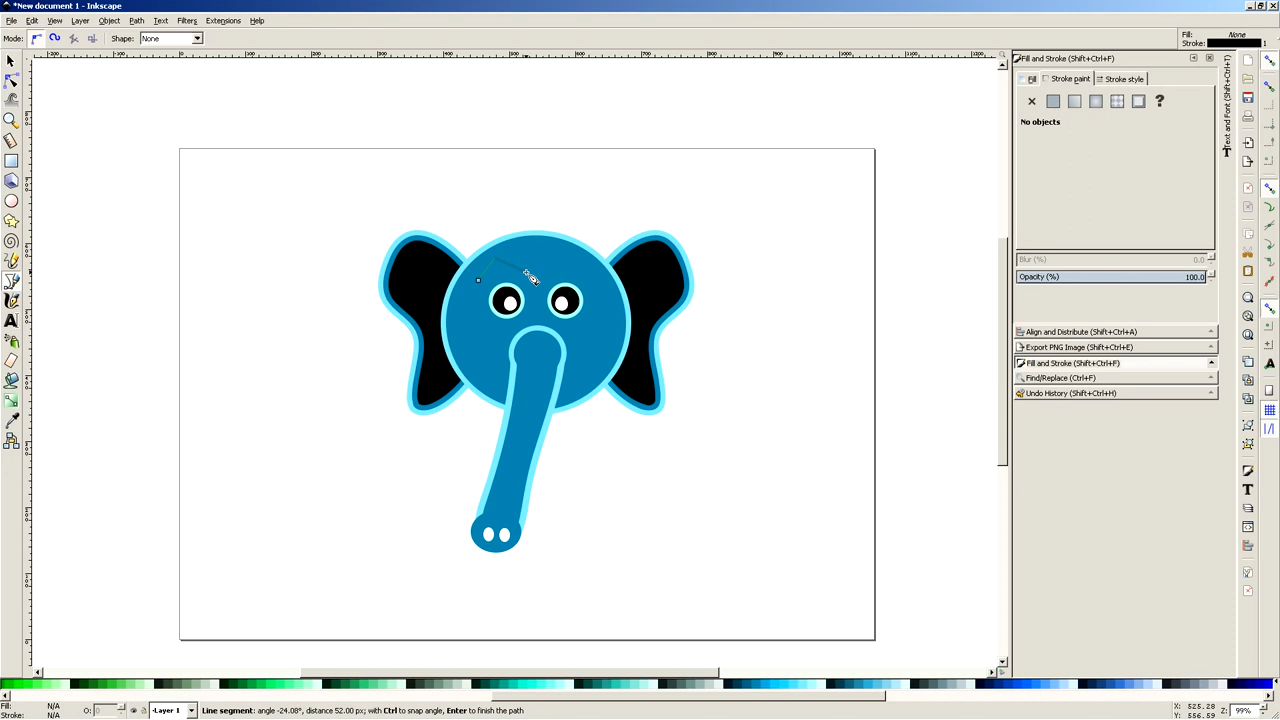 *New document 1 - Inkscape
File Edit View Layer Object Path Text Filters Extensions Help
Mode: Shape: None
Fill: None
Stroke: 1
Fill and Stroke (Shift+Ctrl+F)
Fill Stroke paint Stroke style
?
No objects
Blur (%) 0.0
Opacity (%) 100.0
Align and Distribute (Shift+Ctrl+A)
Export PNG Image (Shift+Ctrl+E)
Fill and Stroke (Shift+Ctrl+F)
Find/Replace (Ctrl+F)
Undo History (Shift+Ctrl+H)
Text and Font (Shift+Ctrl+T)
Fill: N/A
Stroke: N/A
O: 0
Layer 1
Line segment: angle -24.08°, distance 52.00 px; with Ctrl to snap angle, Enter to finish the path
X: 525.28
Y: 556.59
Z: 99%